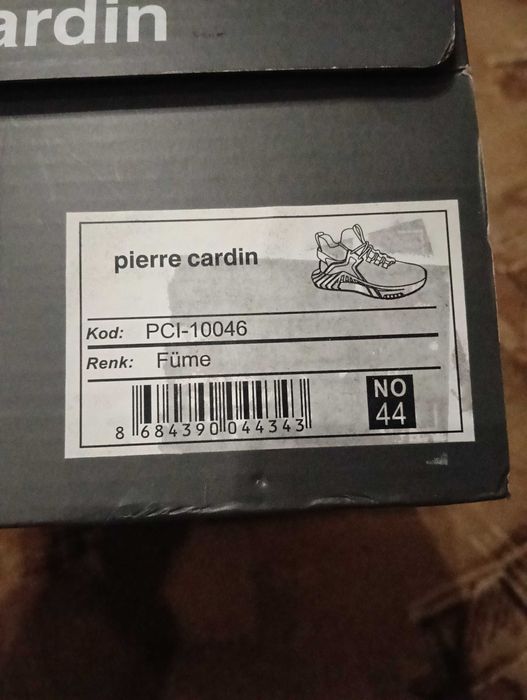 ardin
pierre cardin
Kod: PCI-10046
Renk: Füme
8 684390 044343
NO
44